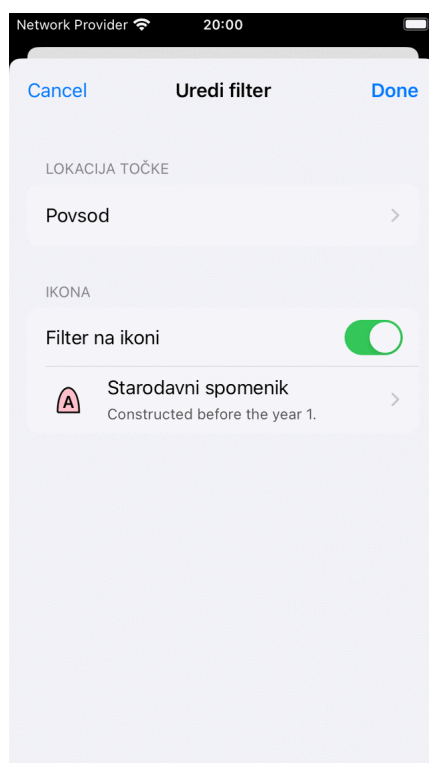 Network Provider 20:00
Cancel Uredi filter Done
LOKACIJA TOČKE
Povsod
IKONA
Filter na ikoni
A Starodavni spomenik
Constructed before the year 1.